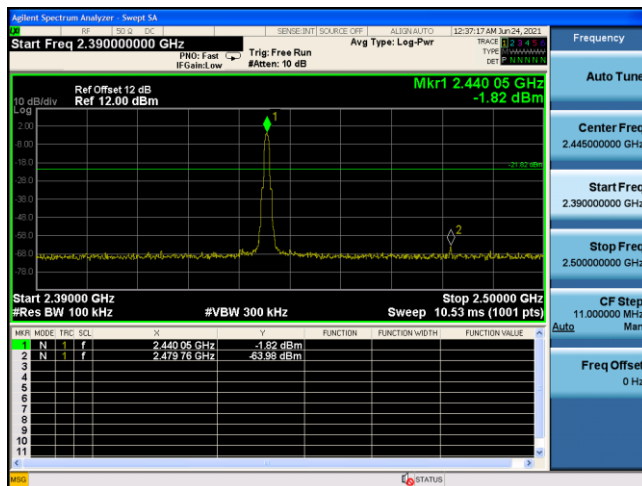 Agilent Spectrum Analyzer - Swept SA
RF 50 Ω DC SENSE:INT SOURCE OFF ALIGN AUTO 12:37:17 AM Jun 24, 2021
Start Freq 2.390000000 GHz
Avg Type: Log-Pwr
TRACE 1 2 3 4 5 6
PNO: Fast
Trig: Free Run
TYPE
IFGain:Low
#Atten: 10 dB
DET P N N N N N
Ref Offset 12 dB
Mkr1 2.440 05 GHz
10 dB/div Ref 12.00 dBm
-1.82 dBm
Log
1
2.00
-8.00
-18.0
-21.82 dBm
-28.0
-38.0
-48.0
-58.0
2
-68.0
-78.0
Start 2.39000 GHz
Stop 2.50000 GHz
#Res BW 100 kHz
#VBW 300 kHz
Sweep 10.53 ms (1001 pts)
MKR MODE TRC SCL X Y FUNCTION FUNCTION WIDTH FUNCTION VALUE
1 N 1 f 2.440 05 GHz -1.82 dBm
2 N 1 f 2.479 76 GHz -63.98 dBm
3
4
5
6
7
8
9
10
11
MSG
STATUS
Frequency
Auto Tune
Center Freq
2.445000000 GHz
Start Freq
2.390000000 GHz
Stop Freq
2.500000000 GHz
CF Step
11.000000 MHz
Auto Man
Freq Offset
0 Hz